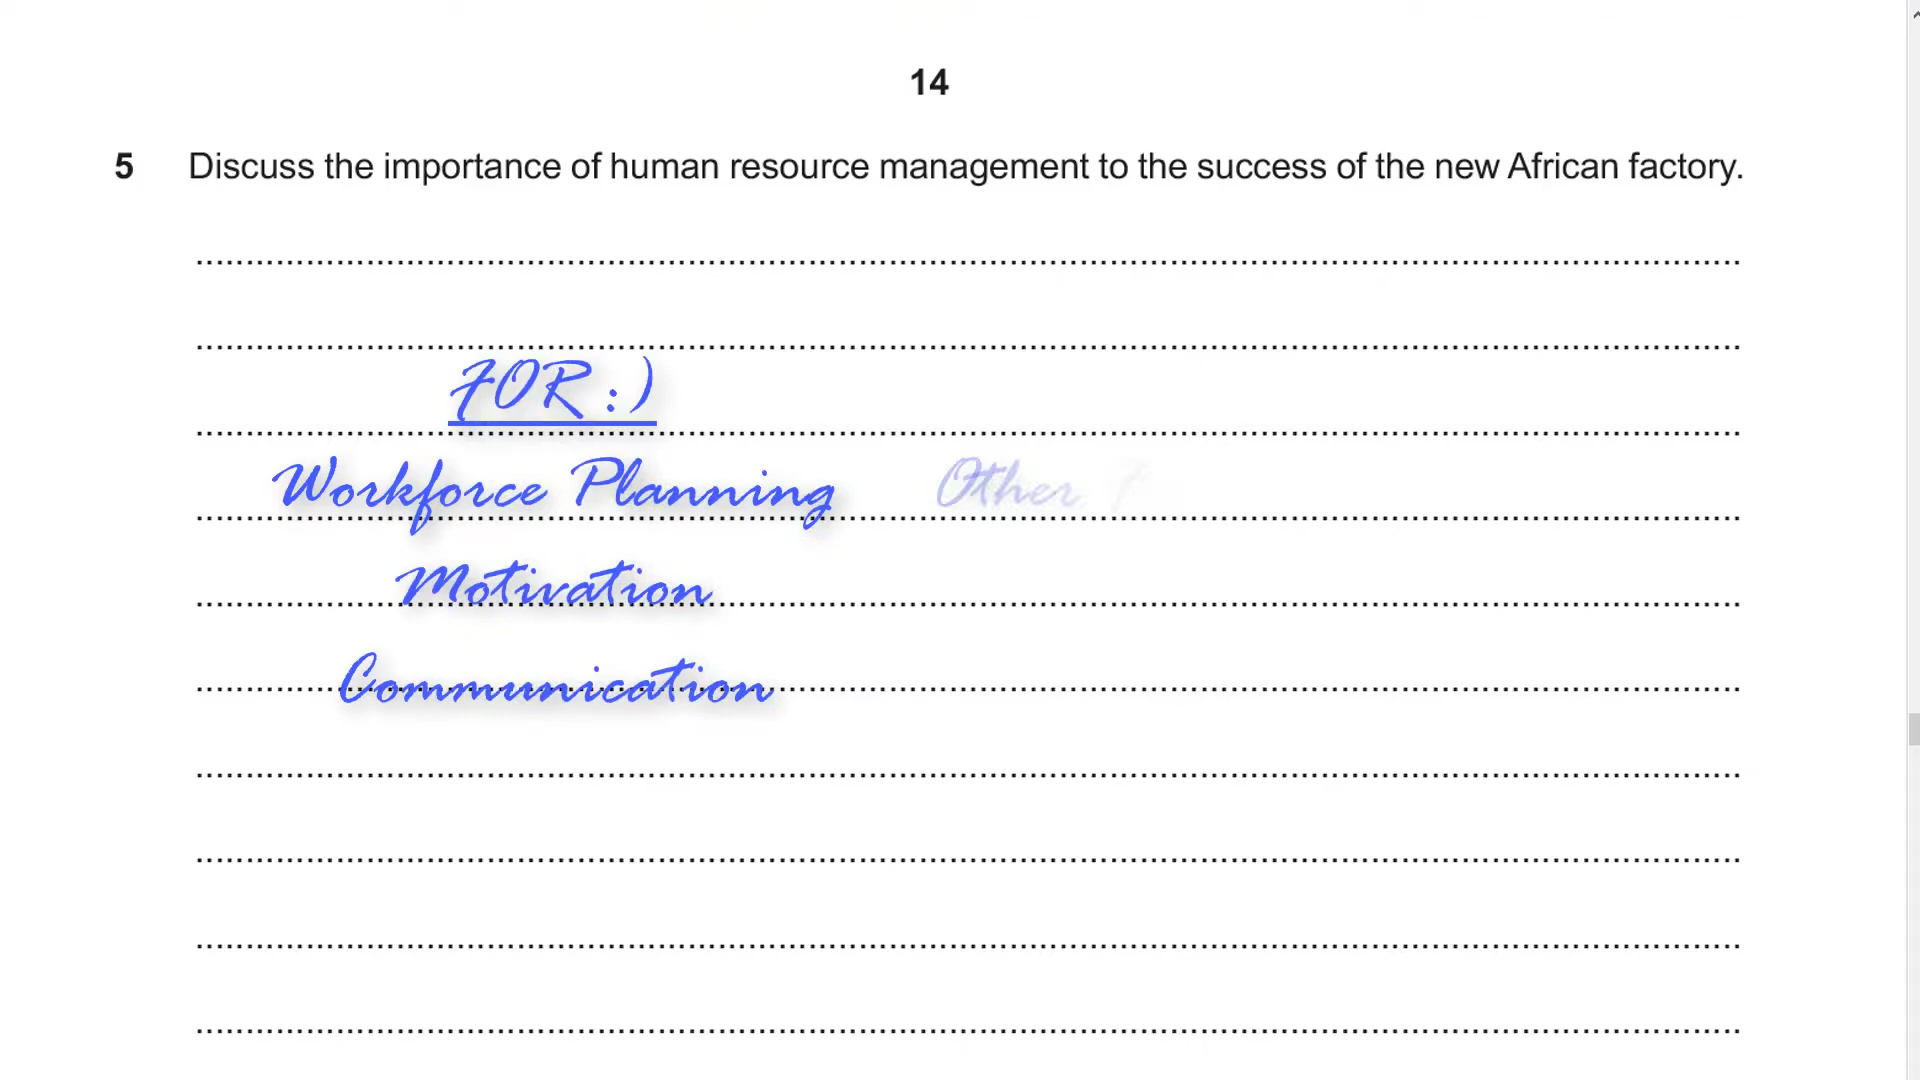 14
5 Discuss the importance of human resource management to the success of the new African factory.
FOR :)
Workforce Planning Other
Motivation
Communication